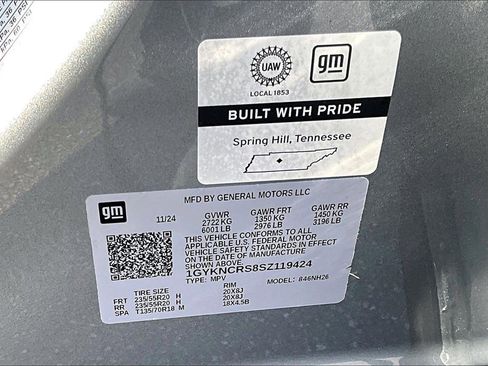 UAW
gm
LOCAL 1853
BUILT WITH PRIDE
Spring Hill, Tennessee
gm
MFD BY GENERAL MOTORS LLC
11/24 GVWR GAWR FRT GAWR RR
2722 KG 1350 KG 1450 KG
6001 LB 2976 LB 3196 LB
THIS VEHICLE CONFORMS TO ALL
APPLICABLE U.S. FEDERAL MOTOR
VEHICLE SAFETY STANDARDS IN
EFFECT ON THE DATE OF
MANUFACTURE SHOWN ABOVE.
1GYKNCRS8SZ119424
TYPE: MPV MODEL: #46NH26
TIRE SIZE RIM
FRT 235/55R20 H 20X8J
RR 235/55R20 H 20X8J
SPA T135/70R18 M 18X4.5B